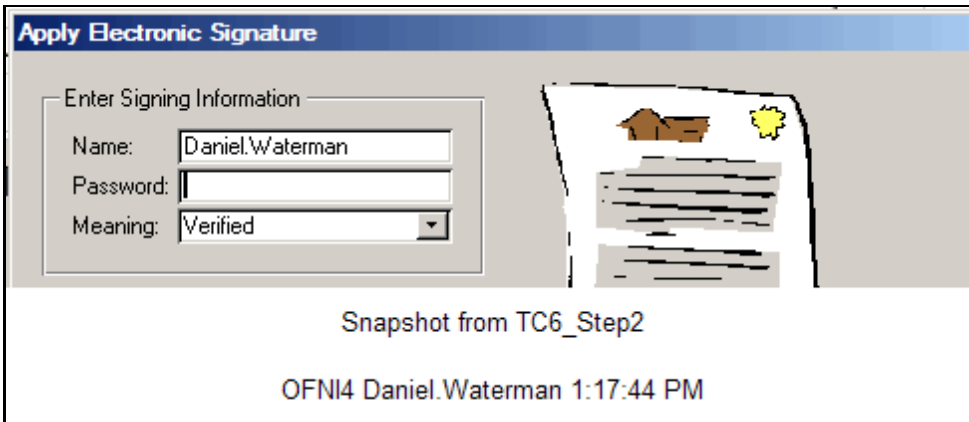 Apply Electronic Signature
Enter Signing Information
Name: Daniel.Waterman
Password:
Meaning: Verified
Snapshot from TC6_Step2
OFNI4 Daniel.Waterman 1:17:44 PM